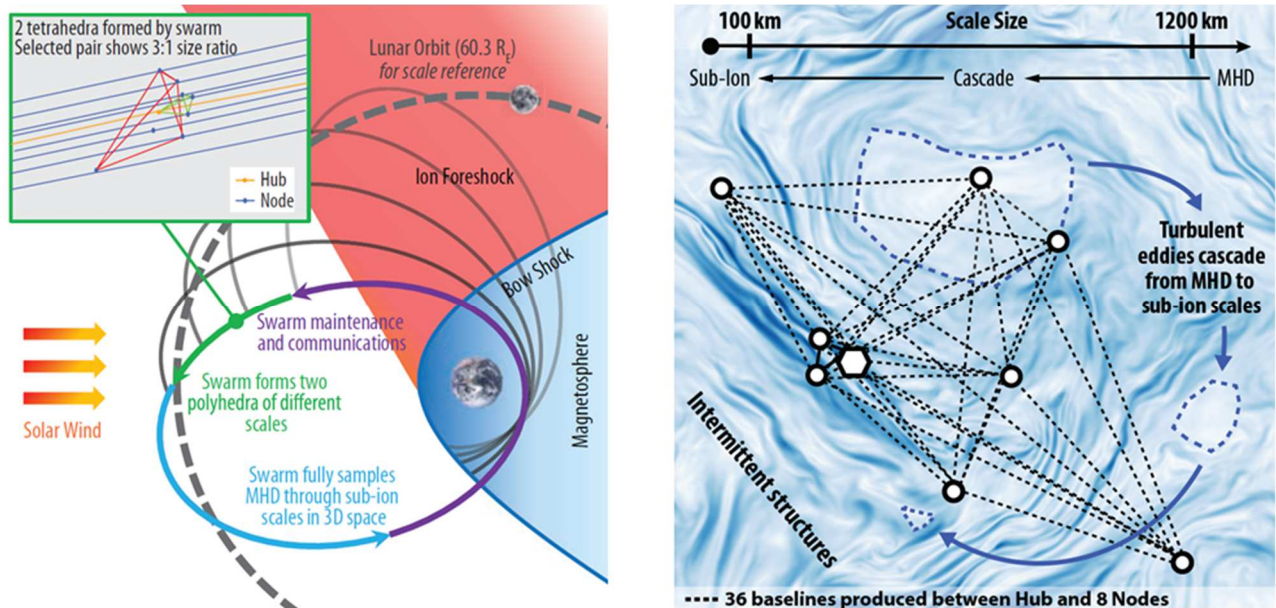 2 tetrahedra formed by swarm
Selected pair shows 3:1 size ratio
Hub
Node
Lunar Orbit (60.3 R_E)
for scale reference
Ion Foreshock
Bow Shock
Magnetosphere
Swarm maintenance
and communications
Swarm forms two
polyhedra of different
scales
Solar Wind
Swarm fully samples
MHD through sub-ion
scales in 3D space
100 km
Scale Size
1200 km
Sub-Ion
Cascade
MHD
Turbulent
eddies cascade
from MHD to
sub-ion scales
Intermittent structures
36 baselines produced between Hub and 8 Nodes